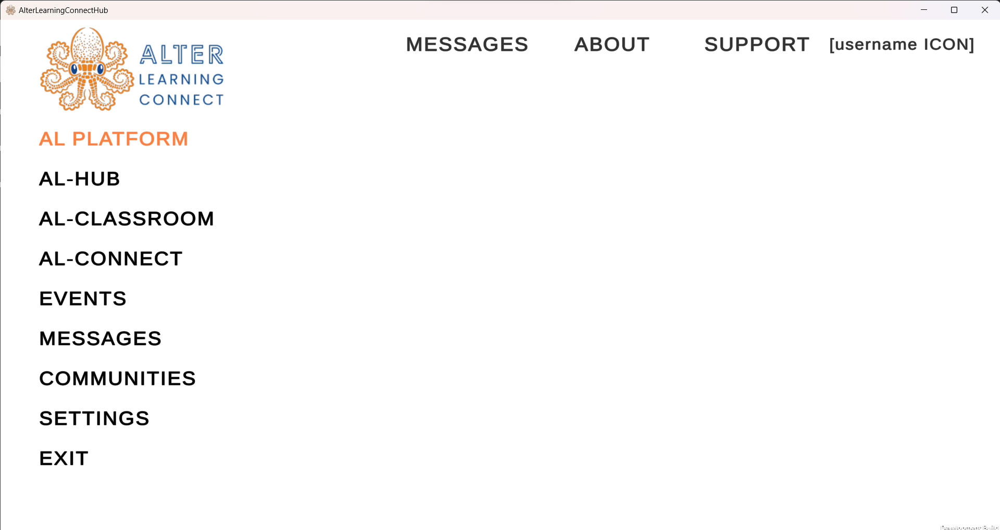 AlterLearningConnectHub
ALTER
LEARNING
CONNECT
MESSAGES ABOUT SUPPORT [username ICON]
AL PLATFORM
AL-HUB
AL-CLASSROOM
AL-CONNECT
EVENTS
MESSAGES
COMMUNITIES
SETTINGS
EXIT
Development Build